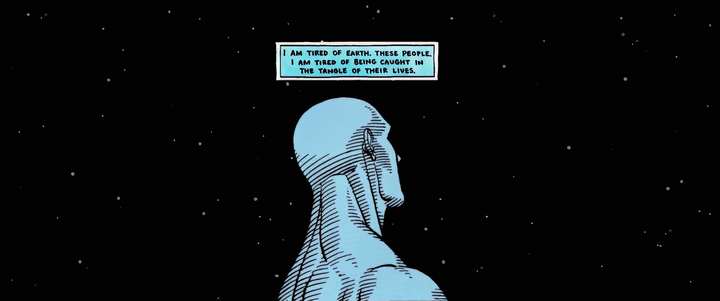 I AM TIRED OF EARTH. THESE PEOPLE.
I AM TIRED OF BEING CAUGHT IN
THE TANGLE OF THEIR LIVES.